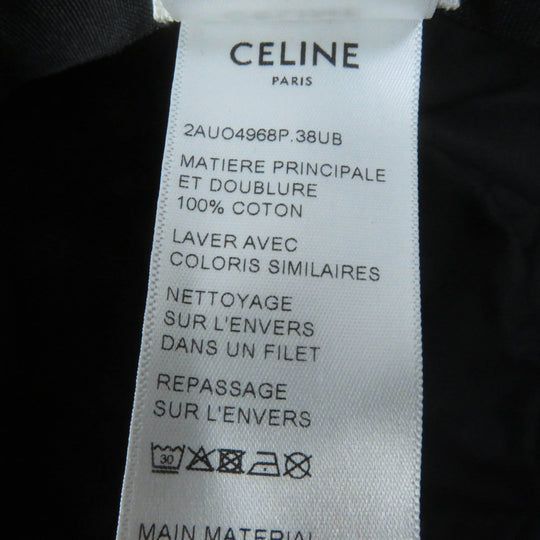 CELINE
PARIS
2AUO4968P.38UB
MATIERE PRINCIPALE
ET DOUBLURE
100% COTON
LAVER AVEC
COLORIS SIMILAIRES
NETTOYAGE
SUR L'ENVERS
DANS UN FILET
REPASSAGE
SUR L'ENVERS
30
MAIN MATERIAL